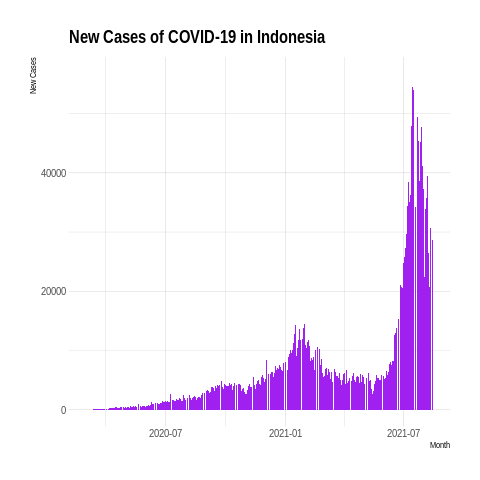 New Cases of COVID-19 in Indonesia
New Cases
40000
20000
0
2020-07
2021-01
2021-07
Month